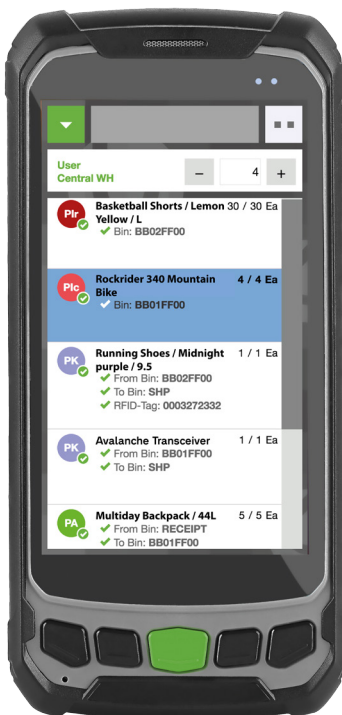 User
Central WH
− 4 +
Plr
Basketball Shorts / Lemon 30 / 30 Ea
Yellow / L
Bin: BB02FF00
Plc
Rockrider 340 Mountain 4 / 4 Ea
Bike
Bin: BB01FF00
PK
Running Shoes / Midnight 1 / 1 Ea
purple / 9.5
From Bin: BB02FF00
To Bin: SHP
RFID-Tag: 0003272332
PK
Avalanche Transceiver 1 / 1 Ea
From Bin: BB01FF00
To Bin: SHP
PA
Multiday Backpack / 44L 5 / 5 Ea
From Bin: RECEIPT
To Bin: BB01FF00